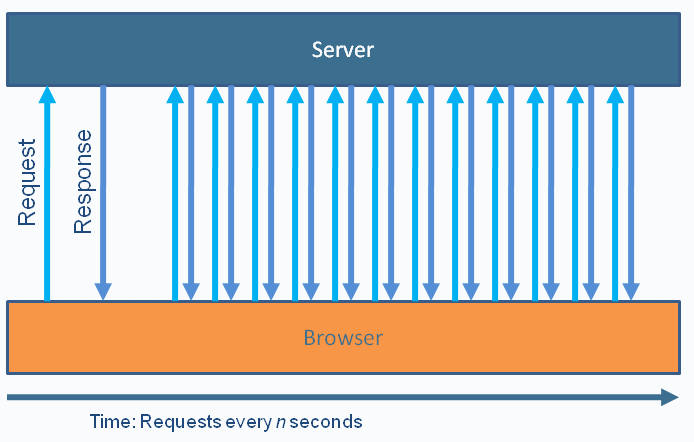 Server
Request
Response
Browser
Time: Requests every n seconds